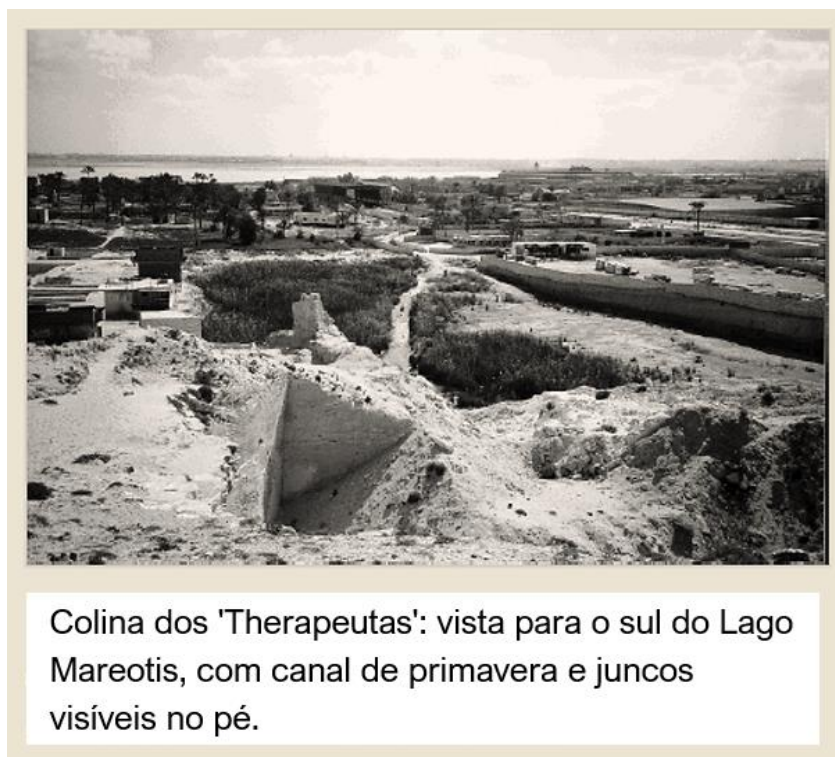 Colina dos 'Therapeutas': vista para o sul do Lago
Mareotis, com canal de primavera e juncos
visíveis no pé.